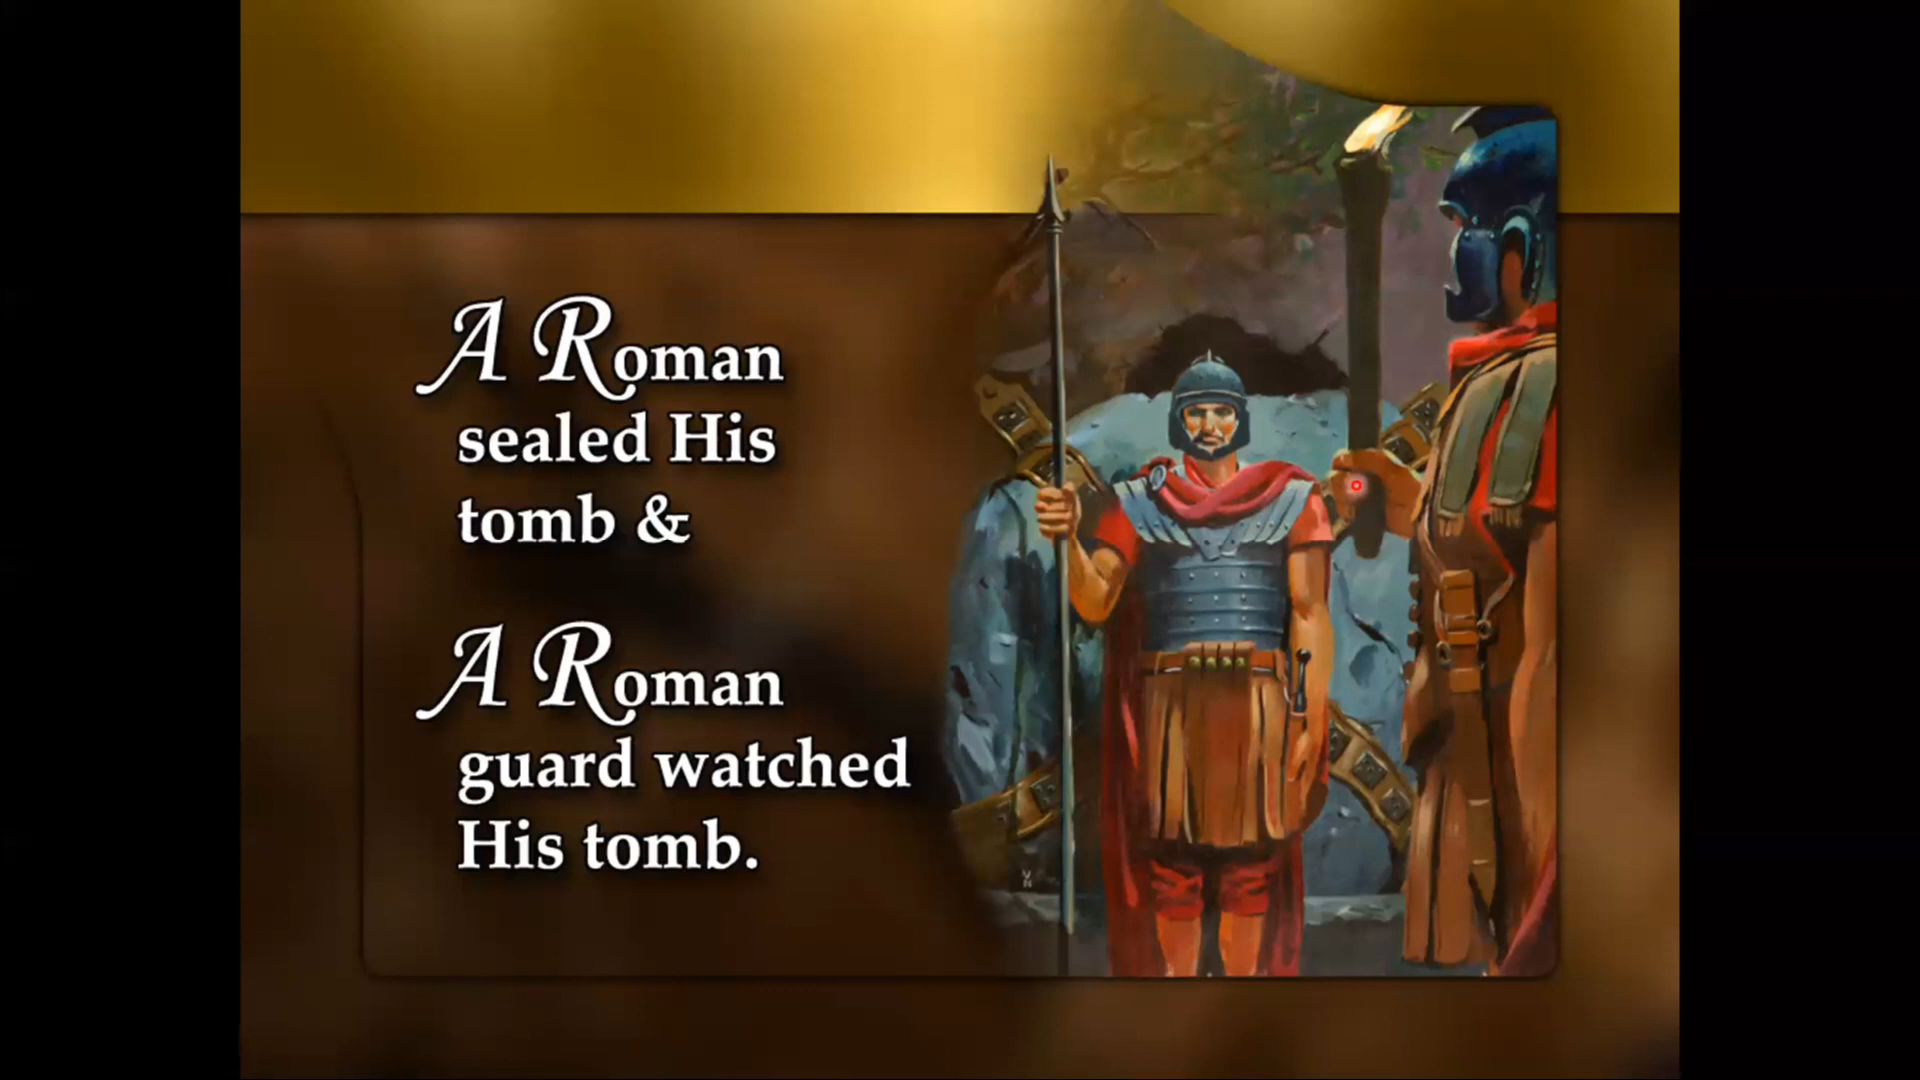 A Roman
sealed His
tomb &
A Roman
guard watched
His tomb.